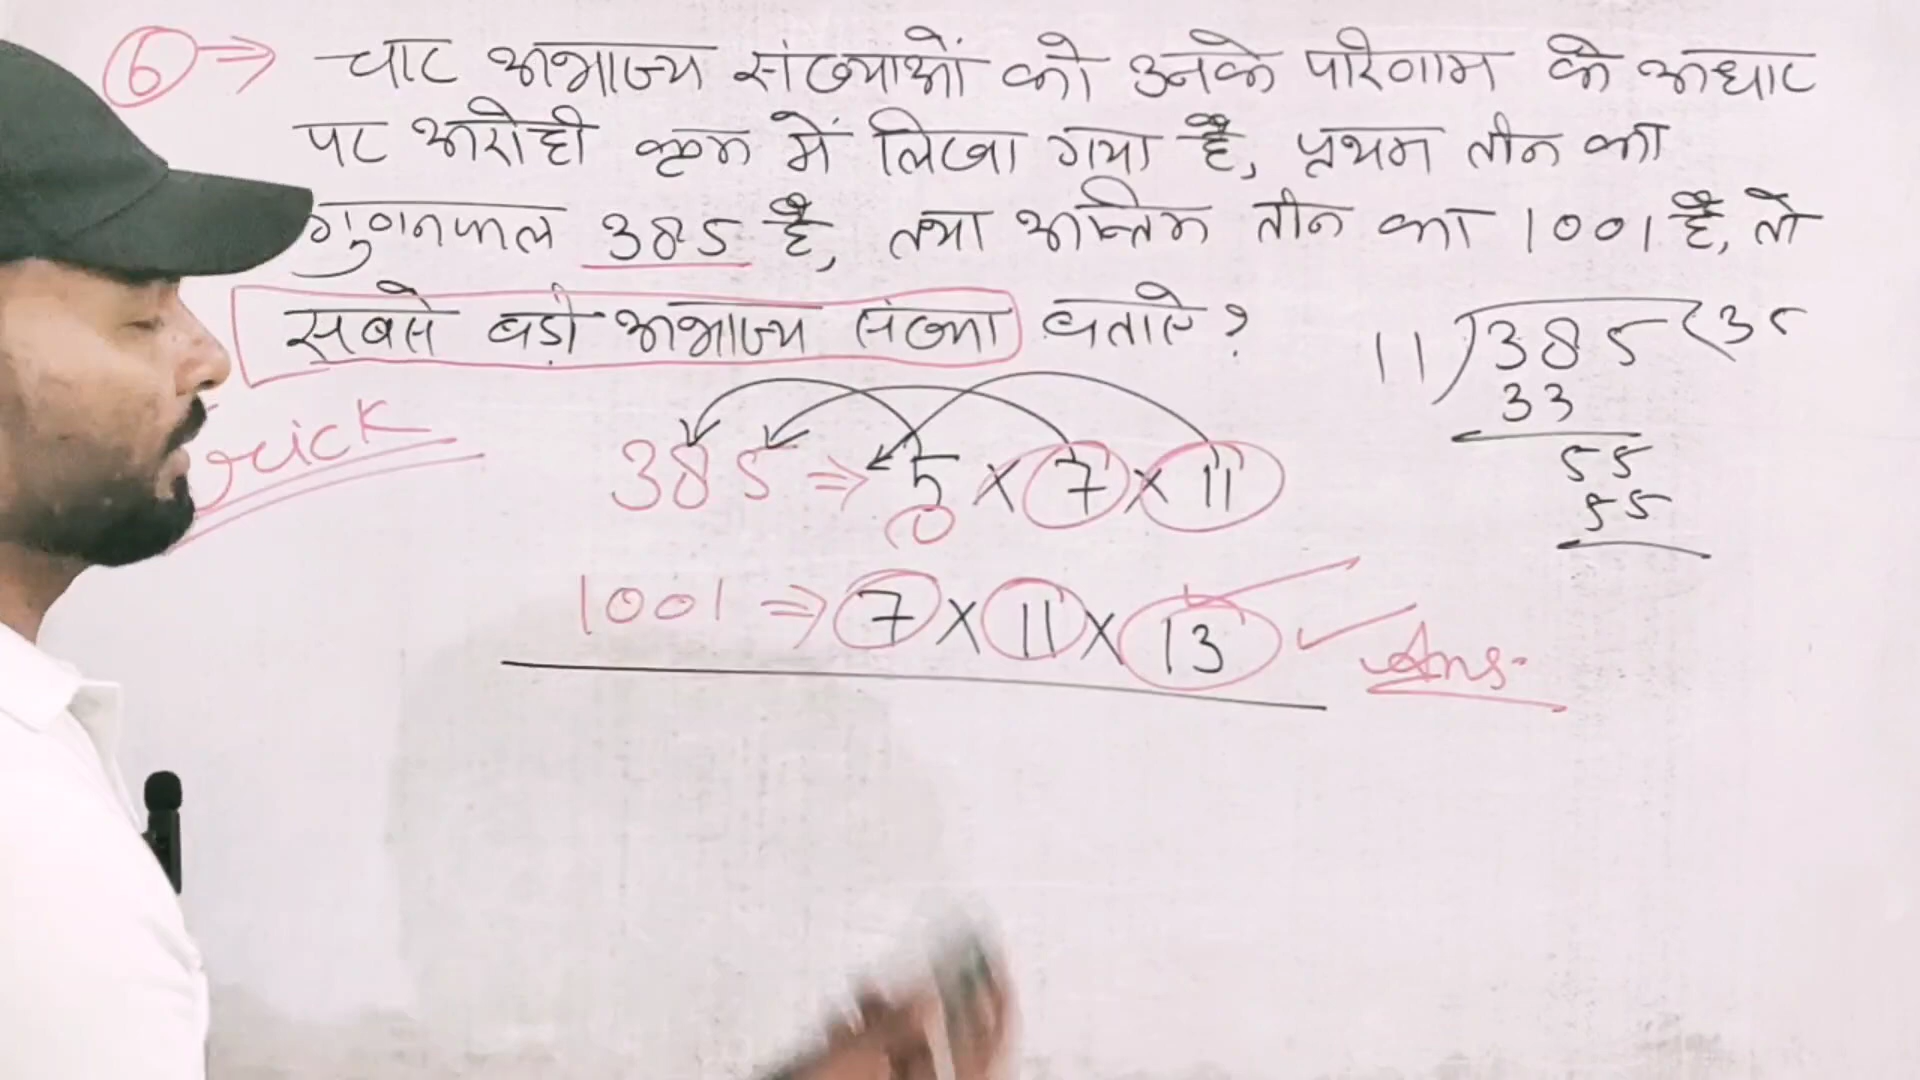 6 ⇒ चार अभाज्य संख्याओं को उनके परिणाम के आधार
पर आरोही क्रम में लिखा गया है, प्रथम तीन का
गुणनफल 385 है, तथा अन्तिम तीन का 1001 है, तो
सबसे बड़ी अभाज्य संख्या बताए?
11)385(35
33
55
55
Trick
385 ⇒ 5 × 7 × 11
1001 ⇒ 7 × 11 × 13 Ans.